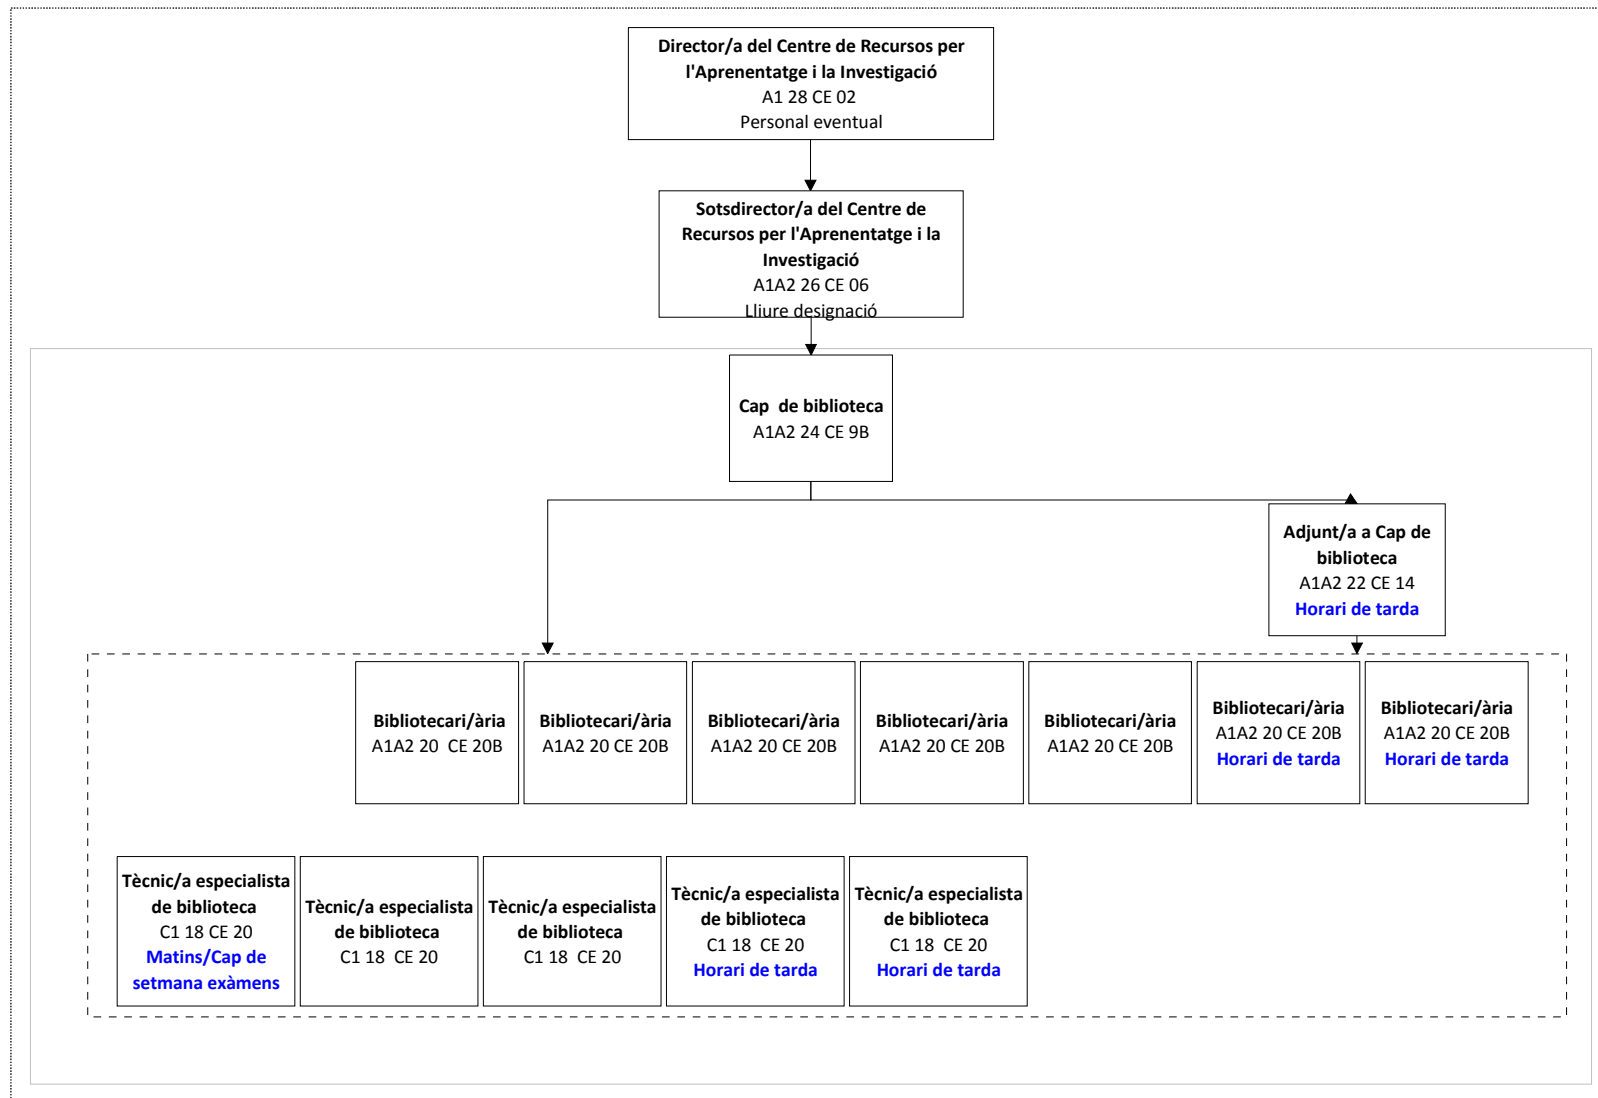 Director/a del Centre de Recursos per
l'Aprenentatge i la Investigació
A1 28 CE 02
Personal eventual
Sotsdirector/a del Centre de
Recursos per l'Aprenentatge i la
Investigació
A1A2 26 CE 06
Lliure designació
Cap de biblioteca
A1A2 24 CE 9B
Adjunt/a a Cap de
biblioteca
A1A2 22 CE 14
Horari de tarda
Bibliotecari/ària
A1A2 20 CE 20B
Bibliotecari/ària
A1A2 20 CE 20B
Bibliotecari/ària
A1A2 20 CE 20B
Bibliotecari/ària
A1A2 20 CE 20B
Bibliotecari/ària
A1A2 20 CE 20B
Bibliotecari/ària
A1A2 20 CE 20B
Horari de tarda
Bibliotecari/ària
A1A2 20 CE 20B
Horari de tarda
Tècnic/a especialista
de biblioteca
C1 18 CE 20
Matins/Cap de
setmana exàmens
Tècnic/a especialista
de biblioteca
C1 18 CE 20
Tècnic/a especialista
de biblioteca
C1 18 CE 20
Tècnic/a especialista
de biblioteca
C1 18 CE 20
Horari de tarda
Tècnic/a especialista
de biblioteca
C1 18 CE 20
Horari de tarda